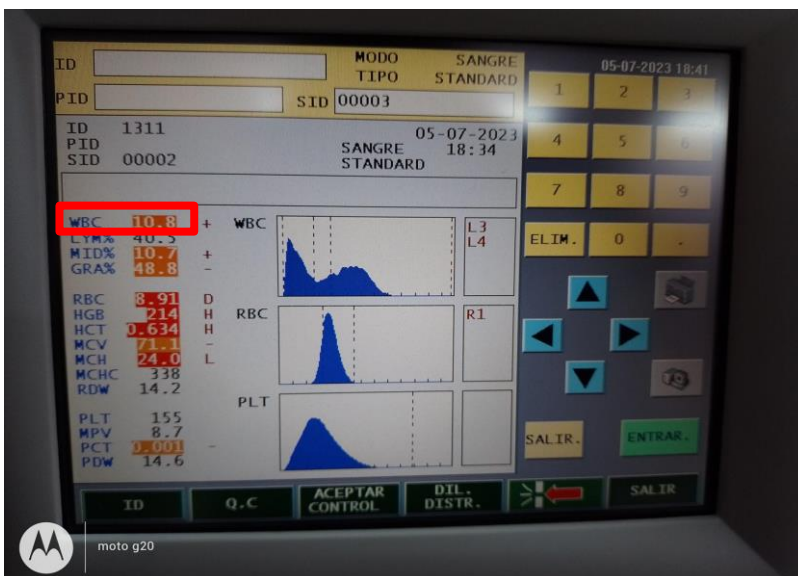 ID MODO SANGRE
TIPO STANDARD
PID SID 00003
05-07-2023 18:41
ID 1311 05-07-2023
PID SANGRE 18:34
SID 00002 STANDARD
WBC 10.8 + WBC L3
LYM% 40.5 L4
MID% 10.7 +
GRA% 48.8 -
RBC 8.91 D
HGB 214 H RBC R1
HCT 0.634 H
MCV 71.1 -
MCH 24.0 L
MCHC 338
RDW 14.2
PLT
PLT 155
MPV 8.7
PCT 0.001 -
PDW 14.6
1 2 3
4 5 6
7 8 9
ELIM. 0 .
SALIR. ENTRAR.
ID Q.C ACEPTAR CONTROL DIL. DISTR. SALIR
moto g20